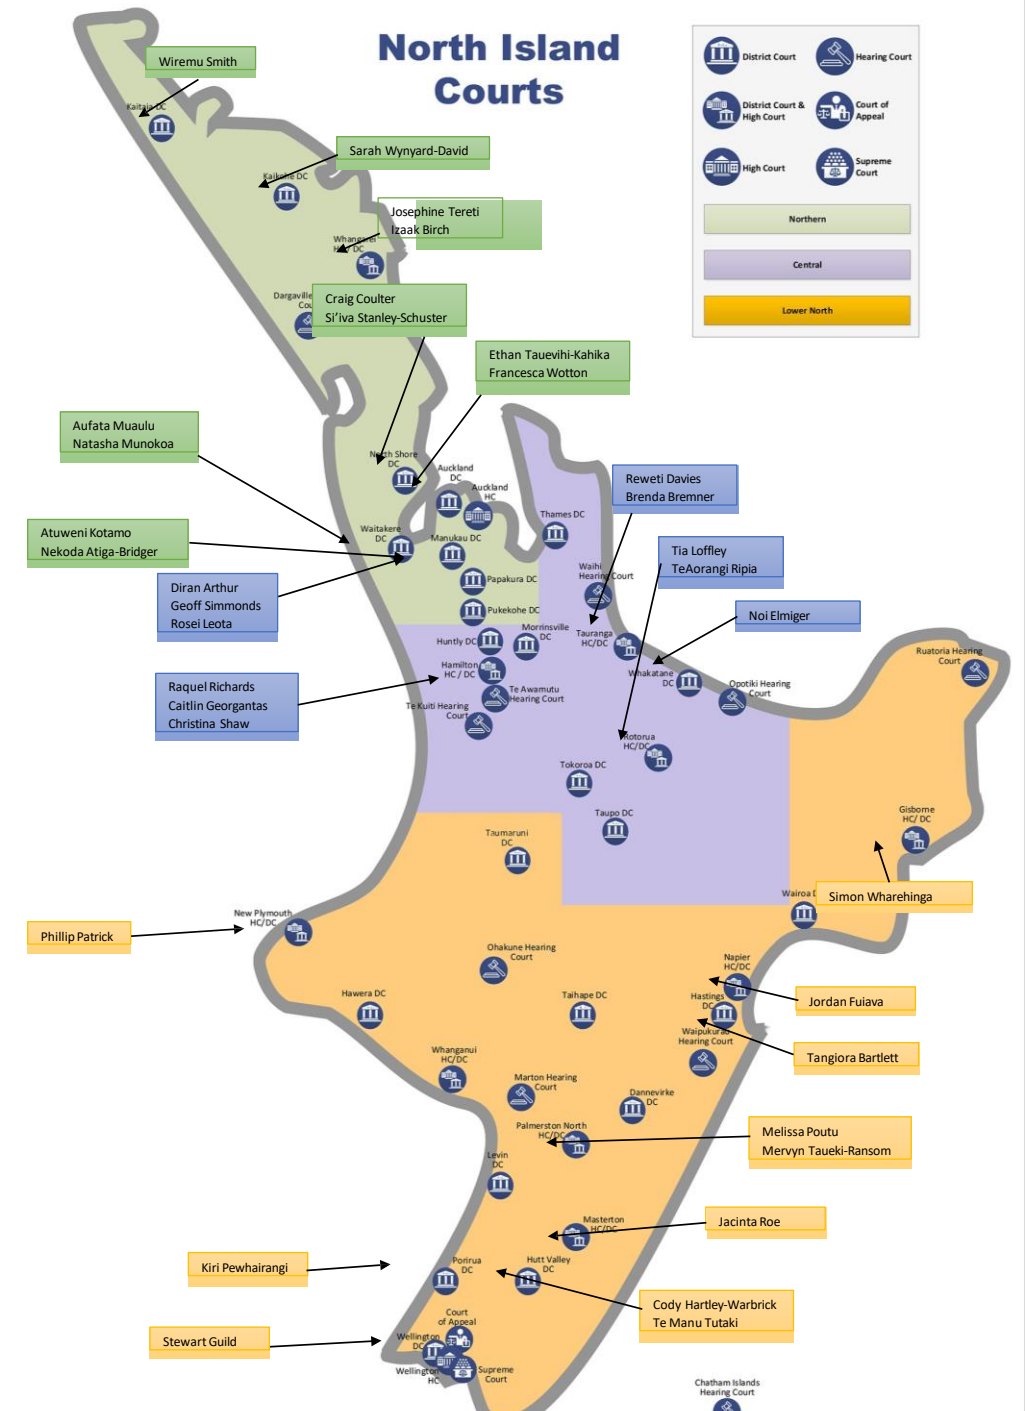 North Island
Courts
District Court
Hearing Court
District Court &
High Court
Court of
Appeal
High Court
Supreme
Court
Northern
Central
Lower North
Wiremu Smith
Kaitaia DC
Sarah Wynyard-David
Kaikohe DC
Josephine Tereti
Izaak Birch
Whangarei
HC/ DC
Dargaville
Craig Coulter
Si'iva Stanley-Schuster
Ethan Tauevihi-Kahika
Francesca Wotton
Aufata Muaulu
Natasha Munokoa
North Shore
DC
Auckland
DC
Auckland
HC
Reweti Davies
Brenda Bremner
Atuweni Kotamo
Nekoda Atiga-Bridger
Waitakere
DC
Manukau DC
Thames DC
Tia Loffley
TeAorangi Ripia
Diran Arthur
Geoff Simmonds
Rosei Leota
Papakura DC
Waihi
Hearing Court
Pukekohe DC
Noi Elmiger
Huntly DC
Morrinsville
DC
Tauranga
HC/DC
Hamilton
HC / DC
Whakatane
DC
Opotiki Hearing
Court
Ruatoria Hearing
Court
Raquel Richards
Caitlin Georgantas
Christina Shaw
Te Awamutu
Hearing Court
Te Kuiti Hearing
Court
Rotorua
HC/DC
Tokoroa DC
Taupo DC
Gisborne
HC/ DC
Taumaruni
DC
Simon Wharehinga
Wairoa
New Plymouth
HC/DC
Phillip Patrick
Ohakune Hearing
Court
Napier
HC/DC
Hawera DC
Taihape DC
Hastings
DC
Jordan Fuiava
Waipukurau
Hearing Court
Tangiora Bartlett
Whanganui
HC/DC
Marton Hearing
Court
Dannevirke
DC
Palmerston North
HC/DC
Melissa Poutu
Mervyn Taueki-Ransom
Levin
DC
Masterton
HC/DC
Jacinta Roe
Kiri Pewhairangi
Porirua
DC
Hutt Valley
DC
Cody Hartley-Warbrick
Te Manu Tutaki
Stewart Guild
Court
of Appeal
Wellington
DC
Wellington
HC
Supreme
Court
Chatham Islands
Hearing Court